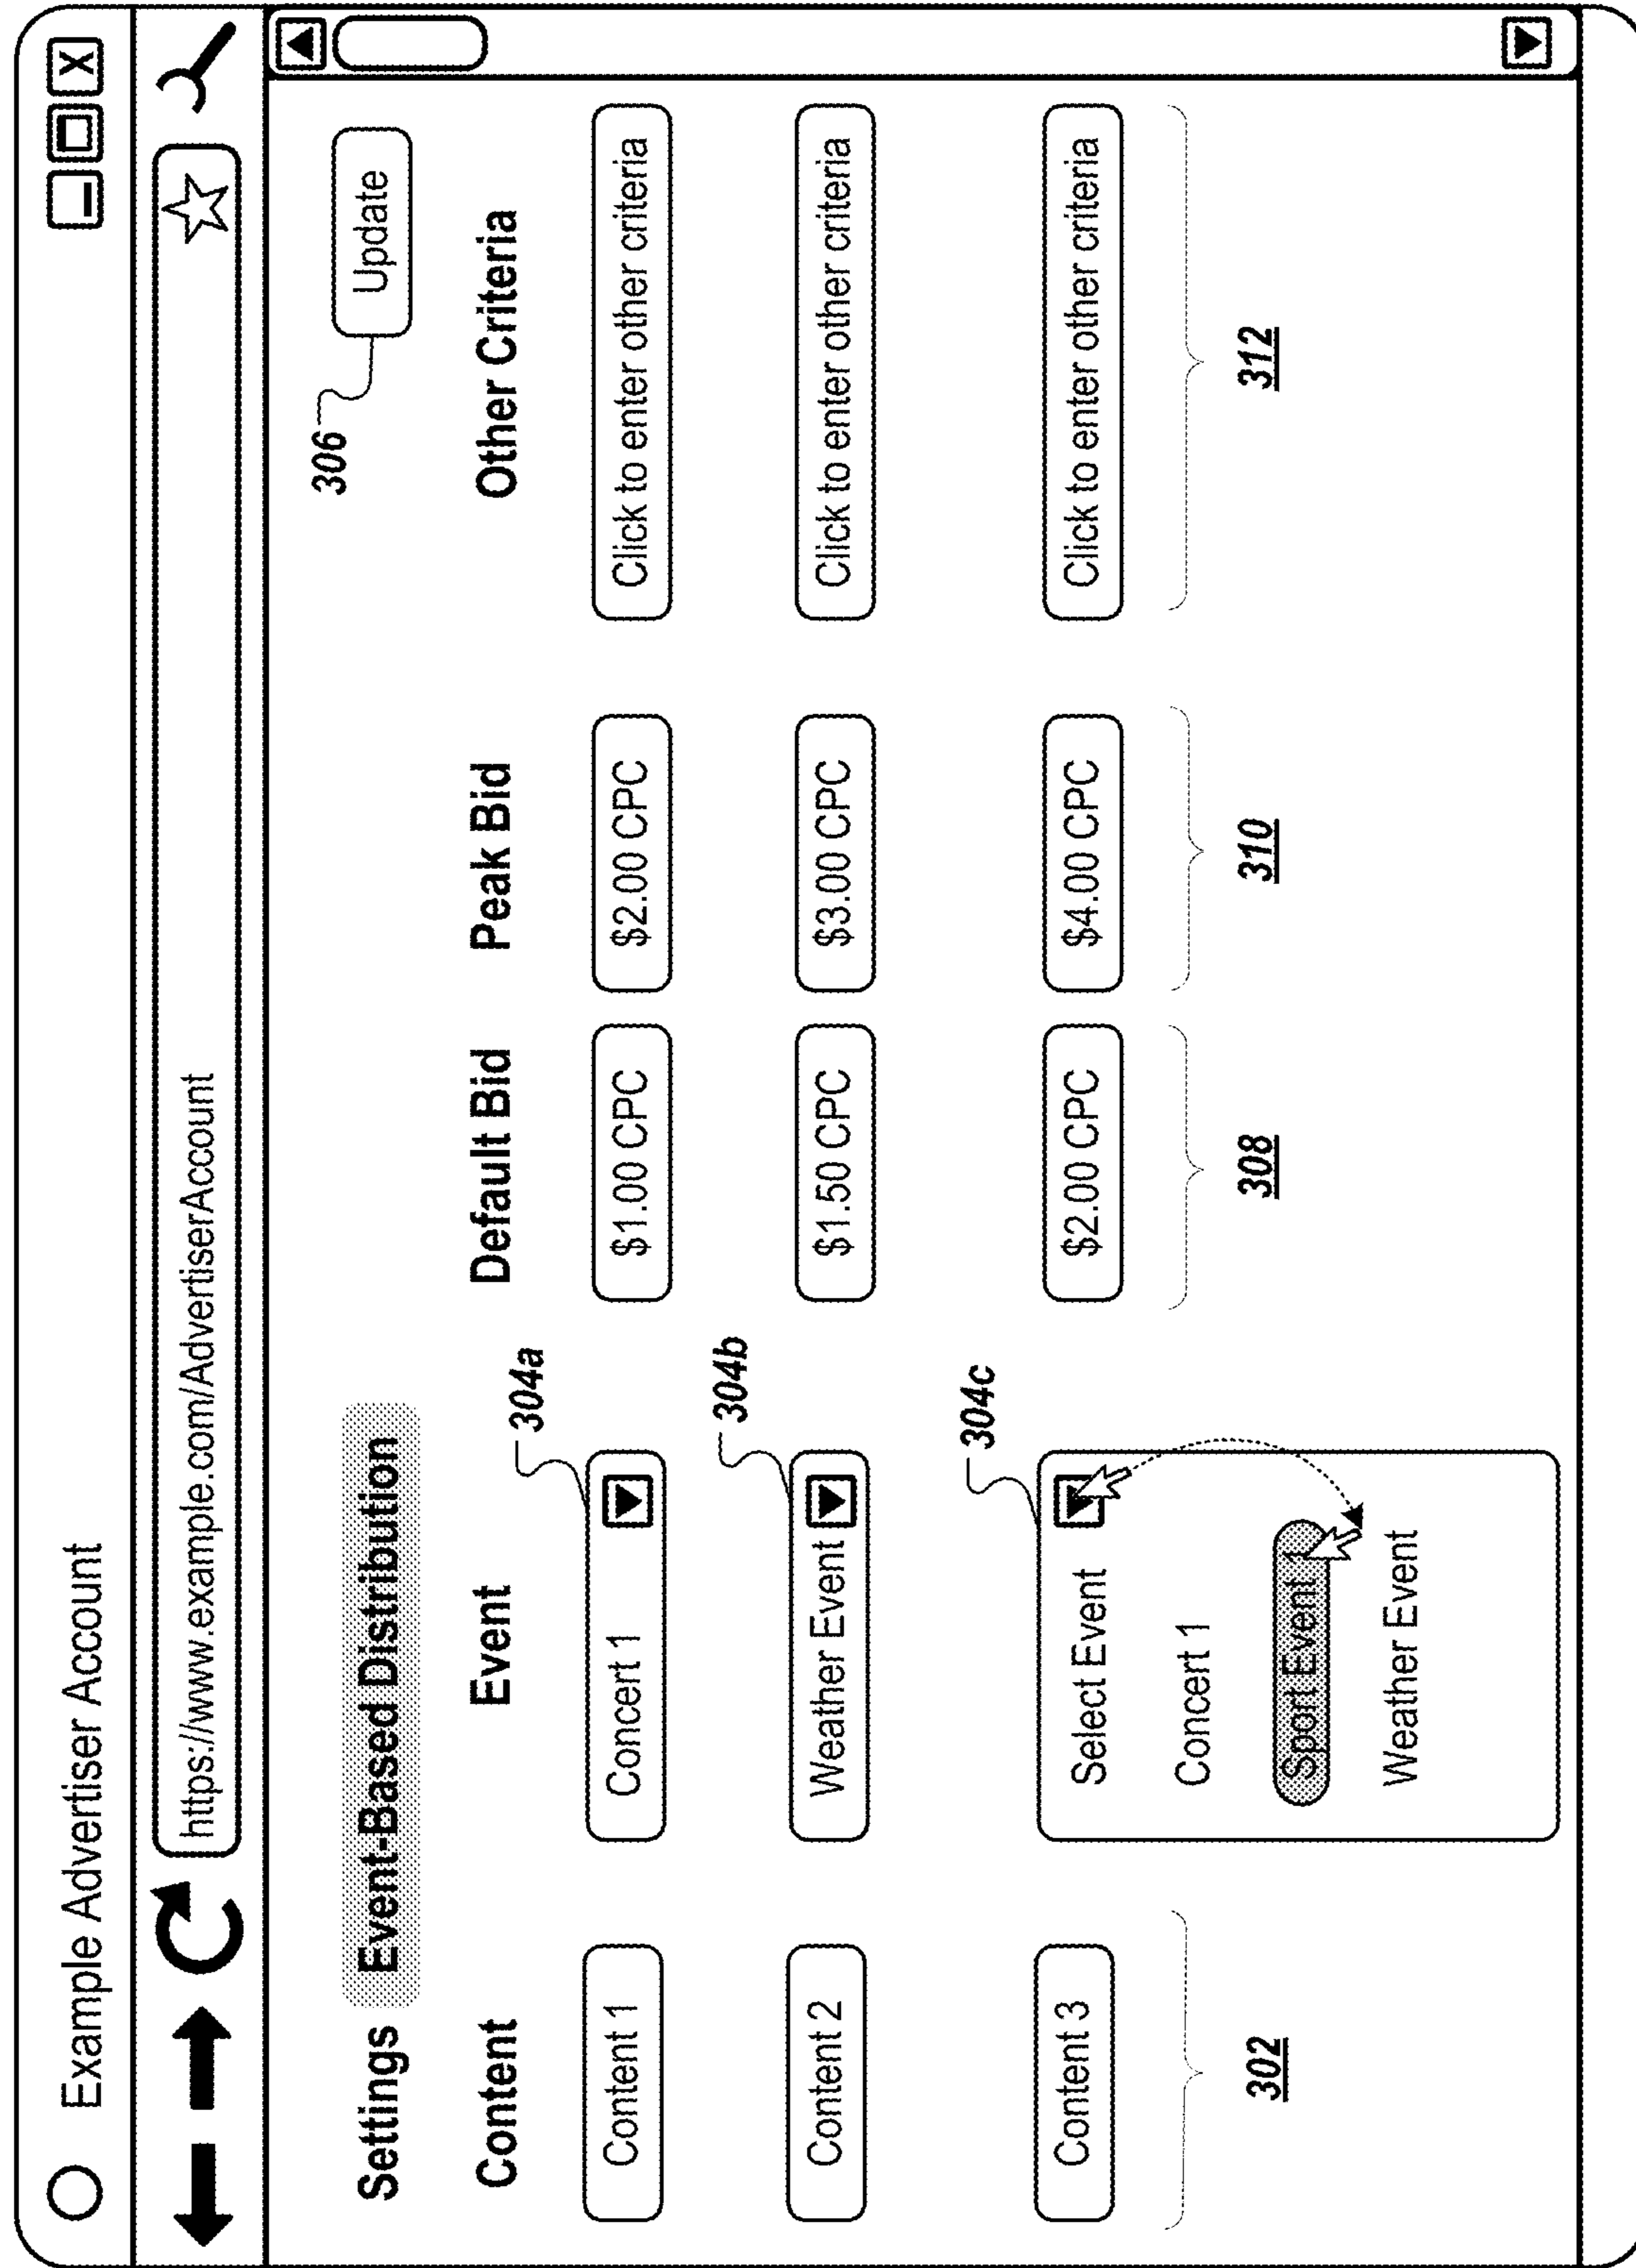 Example Advertiser Account
X
https://www.example.com/AdvertiserAccount
Settings Event-Based Distribution
306 Update
Content Event Default Bid Peak Bid Other Criteria
304a
Content 1 Concert 1 $1.00 CPC $2.00 CPC Click to enter other criteria
304b
Content 2 Weather Event $1.50 CPC $3.00 CPC Click to enter other criteria
304c
Content 3 Select Event $2.00 CPC $4.00 CPC Click to enter other criteria
Concert 1
Sport Event 1
Weather Event
302 308 310 312